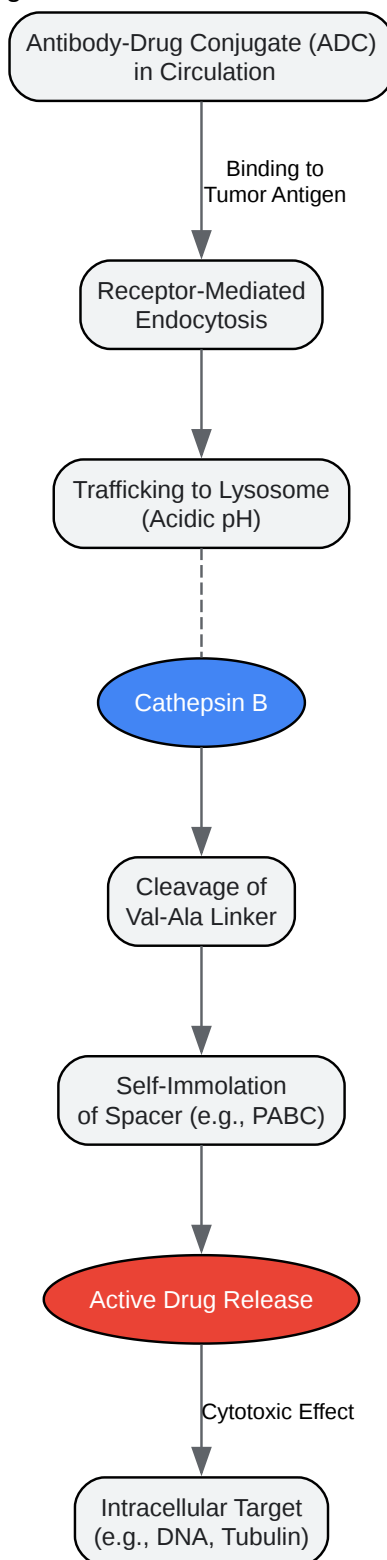 Antibody-Drug Conjugate (ADC)
in Circulation
Binding to
Tumor Antigen
Receptor-Mediated
Endocytosis
Trafficking to Lysosome
(Acidic pH)
Cathepsin B
Cleavage of
Val-Ala Linker
Self-Immolation
of Spacer (e.g., PABC)
Active Drug Release
Cytotoxic Effect
Intracellular Target
(e.g., DNA, Tubulin)